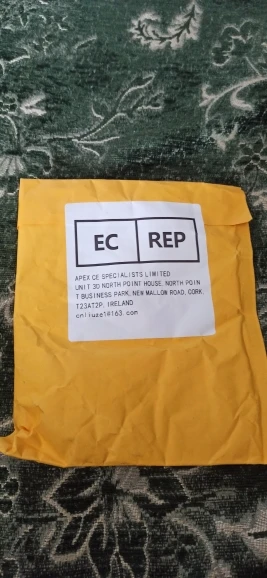 EC REP
APEX CE SPECIALISTS LIMITED
UNIT 3D NORTH POINT HOUSE, NORTH POIN
T BUSINESS PARK, NEW MALLOW ROAD, CORK
T23AT2P, IRELAND
cnliuze1@163.com